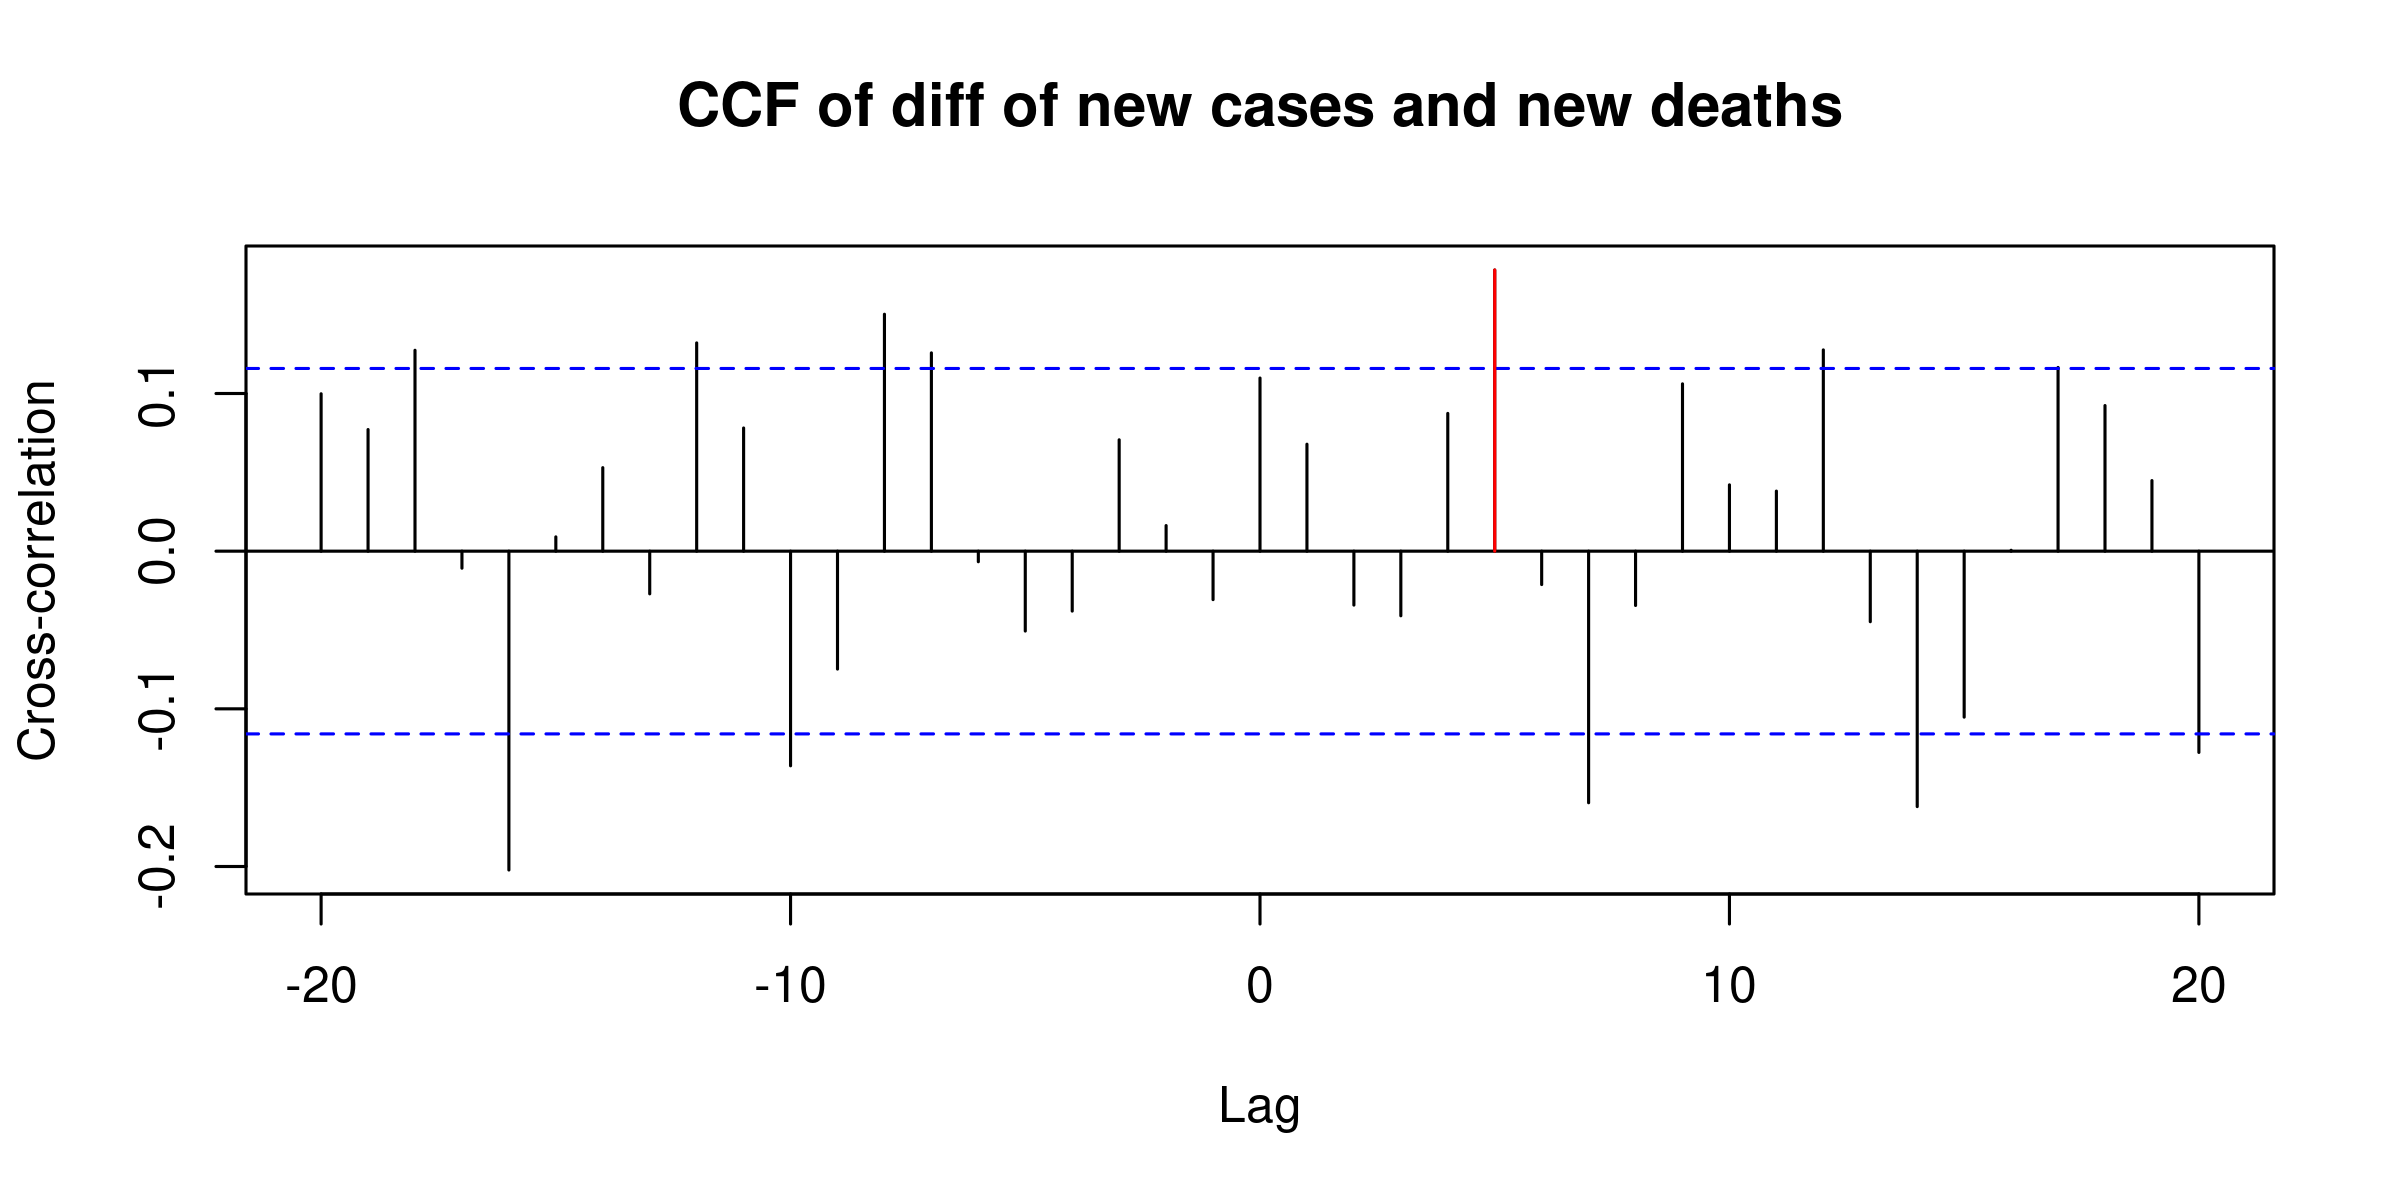 CCF of diff of new cases and new deaths
Cross-correlation
0.1
0.0
-0.1
-0.2
-20 -10 0 10 20
Lag